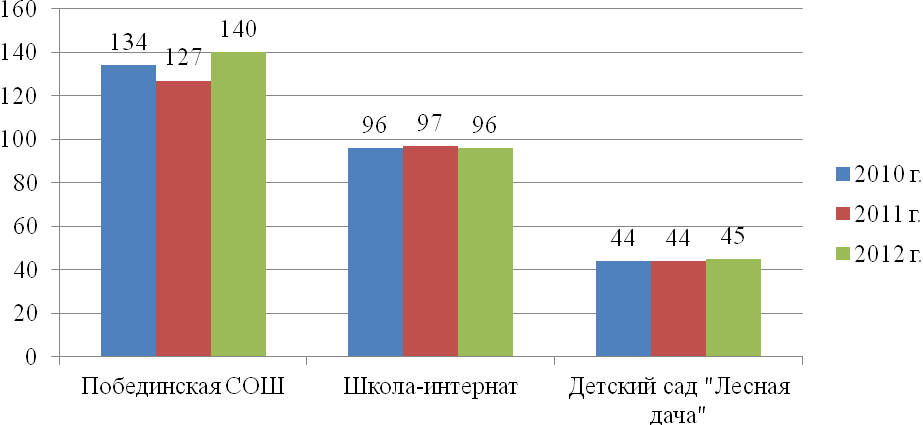 160
140
120
100
80
60
40
20
0
134
127
140
96
97
96
44
44
45
Побединская СОШ
Школа-интернат
Детский сад "Лесная
дача"
2010 г.
2011 г.
2012 г.